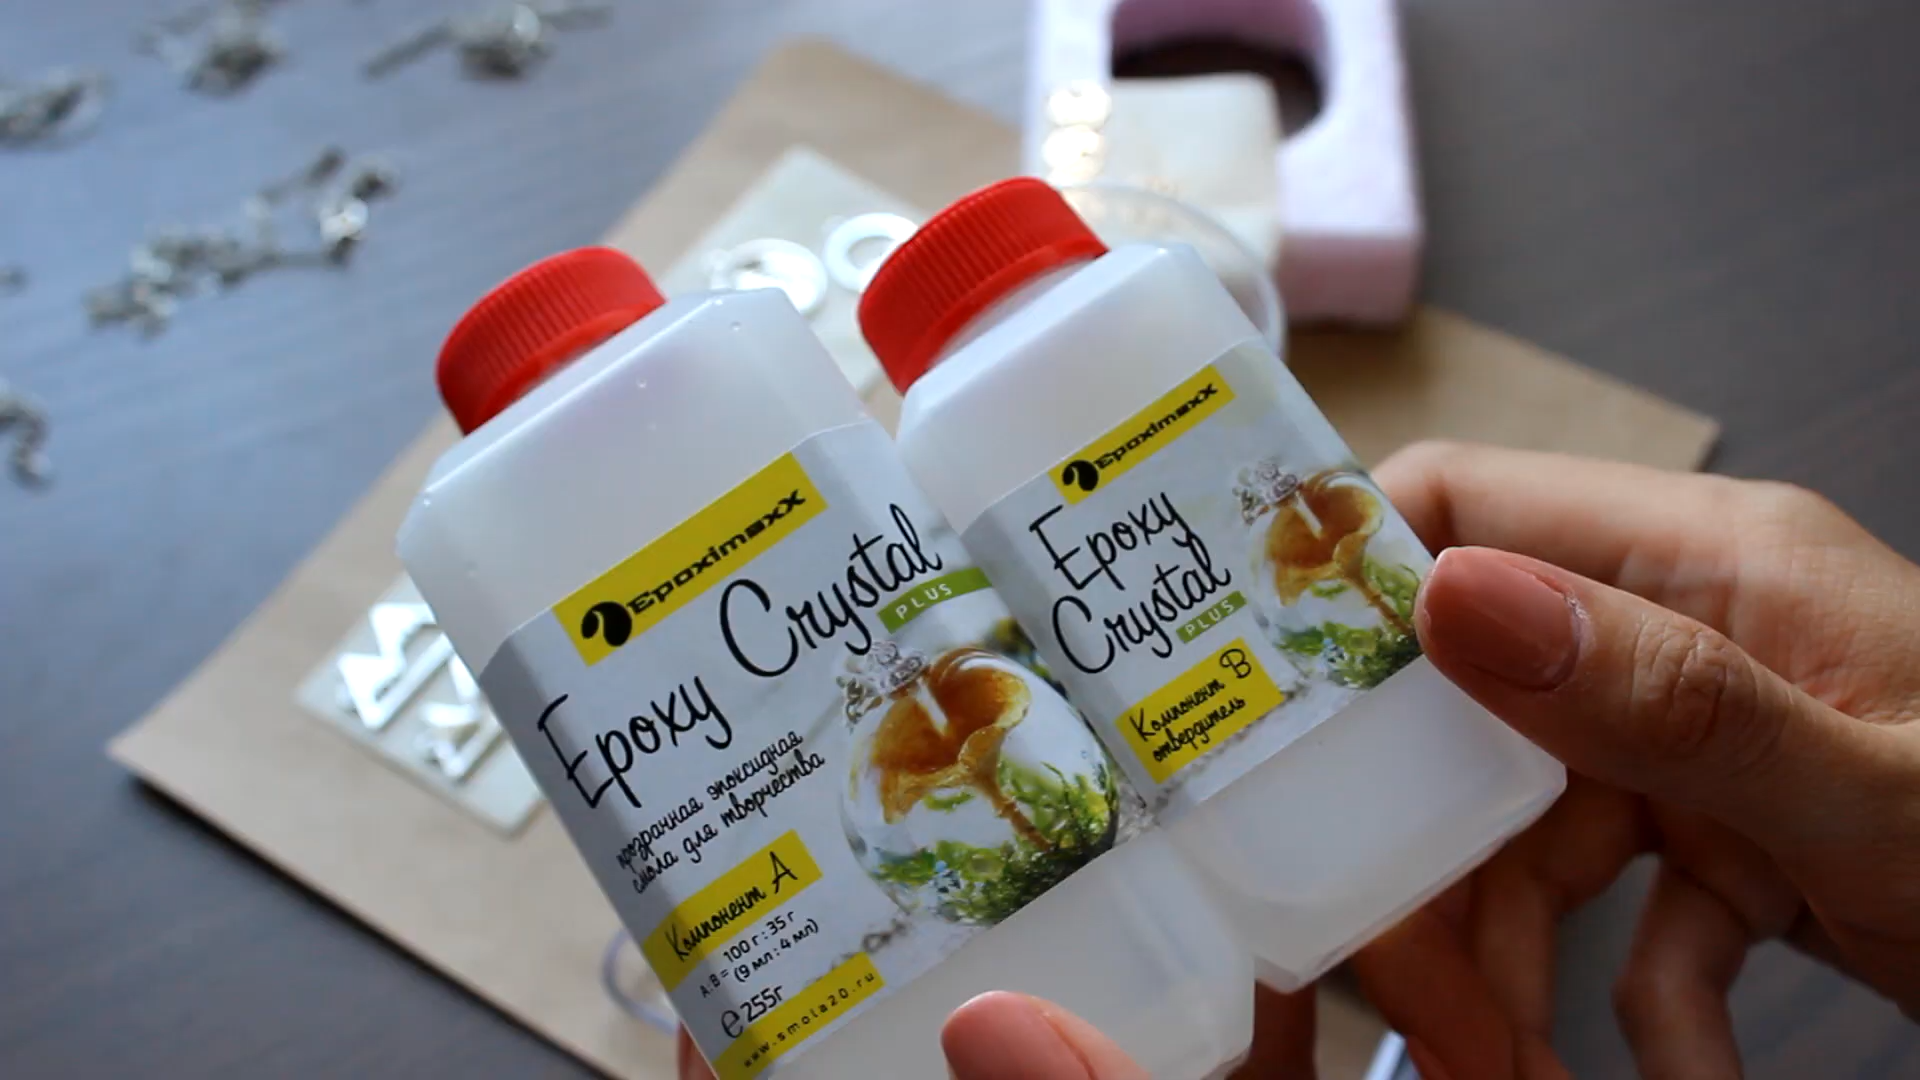 EpoximaxX
Epoxy Crystal
PLUS
прозрачная эпоксидная
смола для творчества
Компонент А
A:B = 100 г : 35 г
(9 мл : 4 мл)
e 255г
www.smola20.ru
EpoximaxX
Epoxy
Crystal
PLUS
Компонент B
отвердитель